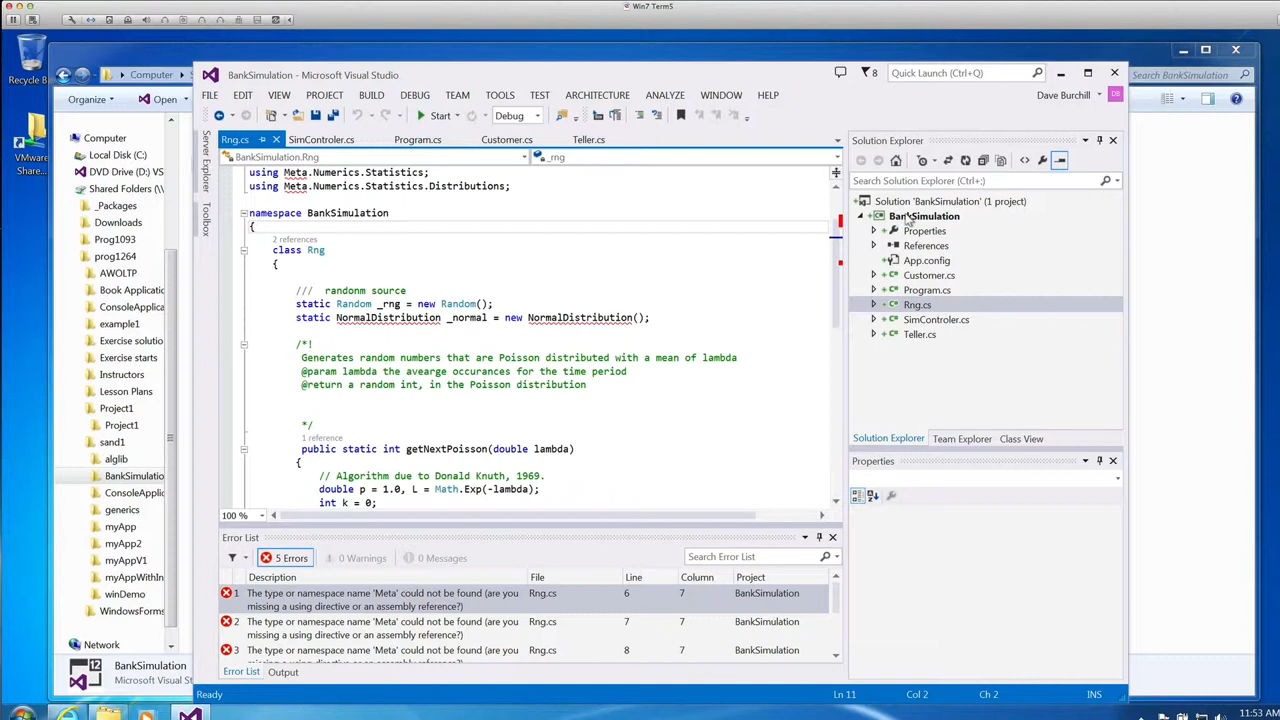 Win7 TermS
Recycle B
VMware
Share...
Computer
Search BankSimulation
Organize
Open
Computer
Local Disk (C:)
DVD Drive (D:) VS
Shared Folders (\\
_Packages
Downloads
Prog1093
prog1264
AWOLTP
Book Applicatio
ConsoleApplica
example1
Exercise solutio
Exercise starts
Instructors
Lesson Plans
Project1
Project1
sand1
alglib
BankSimulatio
ConsoleApplic
generics
myApp
myApp2
myAppV1
myAppWithIn
winDemo
WindowsForms
Network
12
BankSimulation
Microsoft Visual Stud
BankSimulation - Microsoft Visual Studio
8
Quick Launch (Ctrl+Q)
FILE EDIT VIEW PROJECT BUILD DEBUG TEAM TOOLS TEST ARCHITECTURE ANALYZE WINDOW HELP
Dave Burchill
DB
Start
Debug
Server Explorer
Toolbox
Rng.cs SimControler.cs Program.cs Customer.cs Teller.cs
BankSimulation.Rng
_rng
using Meta.Numerics.Statistics;
using Meta.Numerics.Statistics.Distributions;
namespace BankSimulation
{
2 references
class Rng
{
/// randonm source
static Random _rng = new Random();
static NormalDistribution _normal = new NormalDistribution();
/*!
Generates random numbers that are Poisson distributed with a mean of lambda
@param lambda the avearge occurances for the time period
@return a random int, in the Poisson distribution
*/
1 reference
public static int getNextPoisson(double lambda)
{
// Algorithm due to Donald Knuth, 1969.
double p = 1.0, L = Math.Exp(-lambda);
int k = 0;
100 %
Error List
5 Errors
0 Warnings
0 Messages
Search Error List
Description File Line Column Project
1 The type or namespace name 'Meta' could not be found (are you missing a using directive or an assembly reference?) Rng.cs 6 7 BankSimulation
2 The type or namespace name 'Meta' could not be found (are you missing a using directive or an assembly reference?) Rng.cs 7 7 BankSimulation
3 The type or namespace name 'Meta' could not be found (are you Rng.cs 8 7 BankSimulation
Error List Output
Solution Explorer
Search Solution Explorer (Ctrl+;)
Solution 'BankSimulation' (1 project)
BankSimulation
Properties
References
App.config
Customer.cs
Program.cs
Rng.cs
SimControler.cs
Teller.cs
Solution Explorer Team Explorer Class View
Properties
Ready
Ln 11
Col 2
Ch 2
INS
11:53 AM